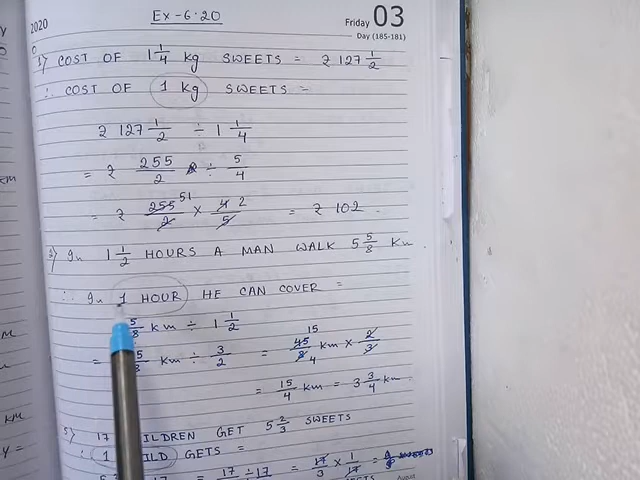 2020
Ex-6.20
Friday 03
Day (185-181)
1) COST OF 1 1/4 kg SWEETS = ₹ 127 1/2
∴ COST OF 1 kg SWEETS =
₹ 127 1/2 ÷ 1 1/4
= ₹ 255/2 ÷ 5/4
= ₹ 255/2 51 × 4/5 2 = ₹ 102.
In 1 1/2 HOURS A MAN WALK 5 5/8 Km.
∴ In 1 HOUR HE CAN COVER =
5/8 km ÷ 1 1/2
= km ÷ 3/2 = 45/8 15 4 km × 2/3
= 15/4 km = 3 3/4 km.
5) 17 GET 5 2/3 SWEETS
∴ 1 GETS =
= 17/3 ÷ 17 = 17/3 × 1/17 =
August